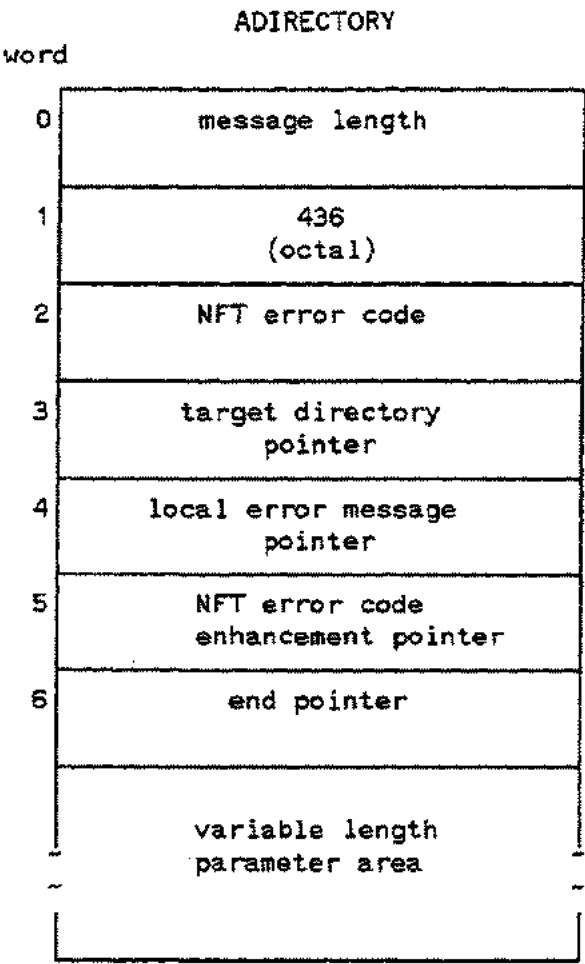 ADIRECTORY
word
0 message length
1 436
(octal)
2 NFT error code
3 target directory
pointer
4 local error message
pointer
5 NFT error code
enhancement pointer
6 end pointer
variable length
parameter area